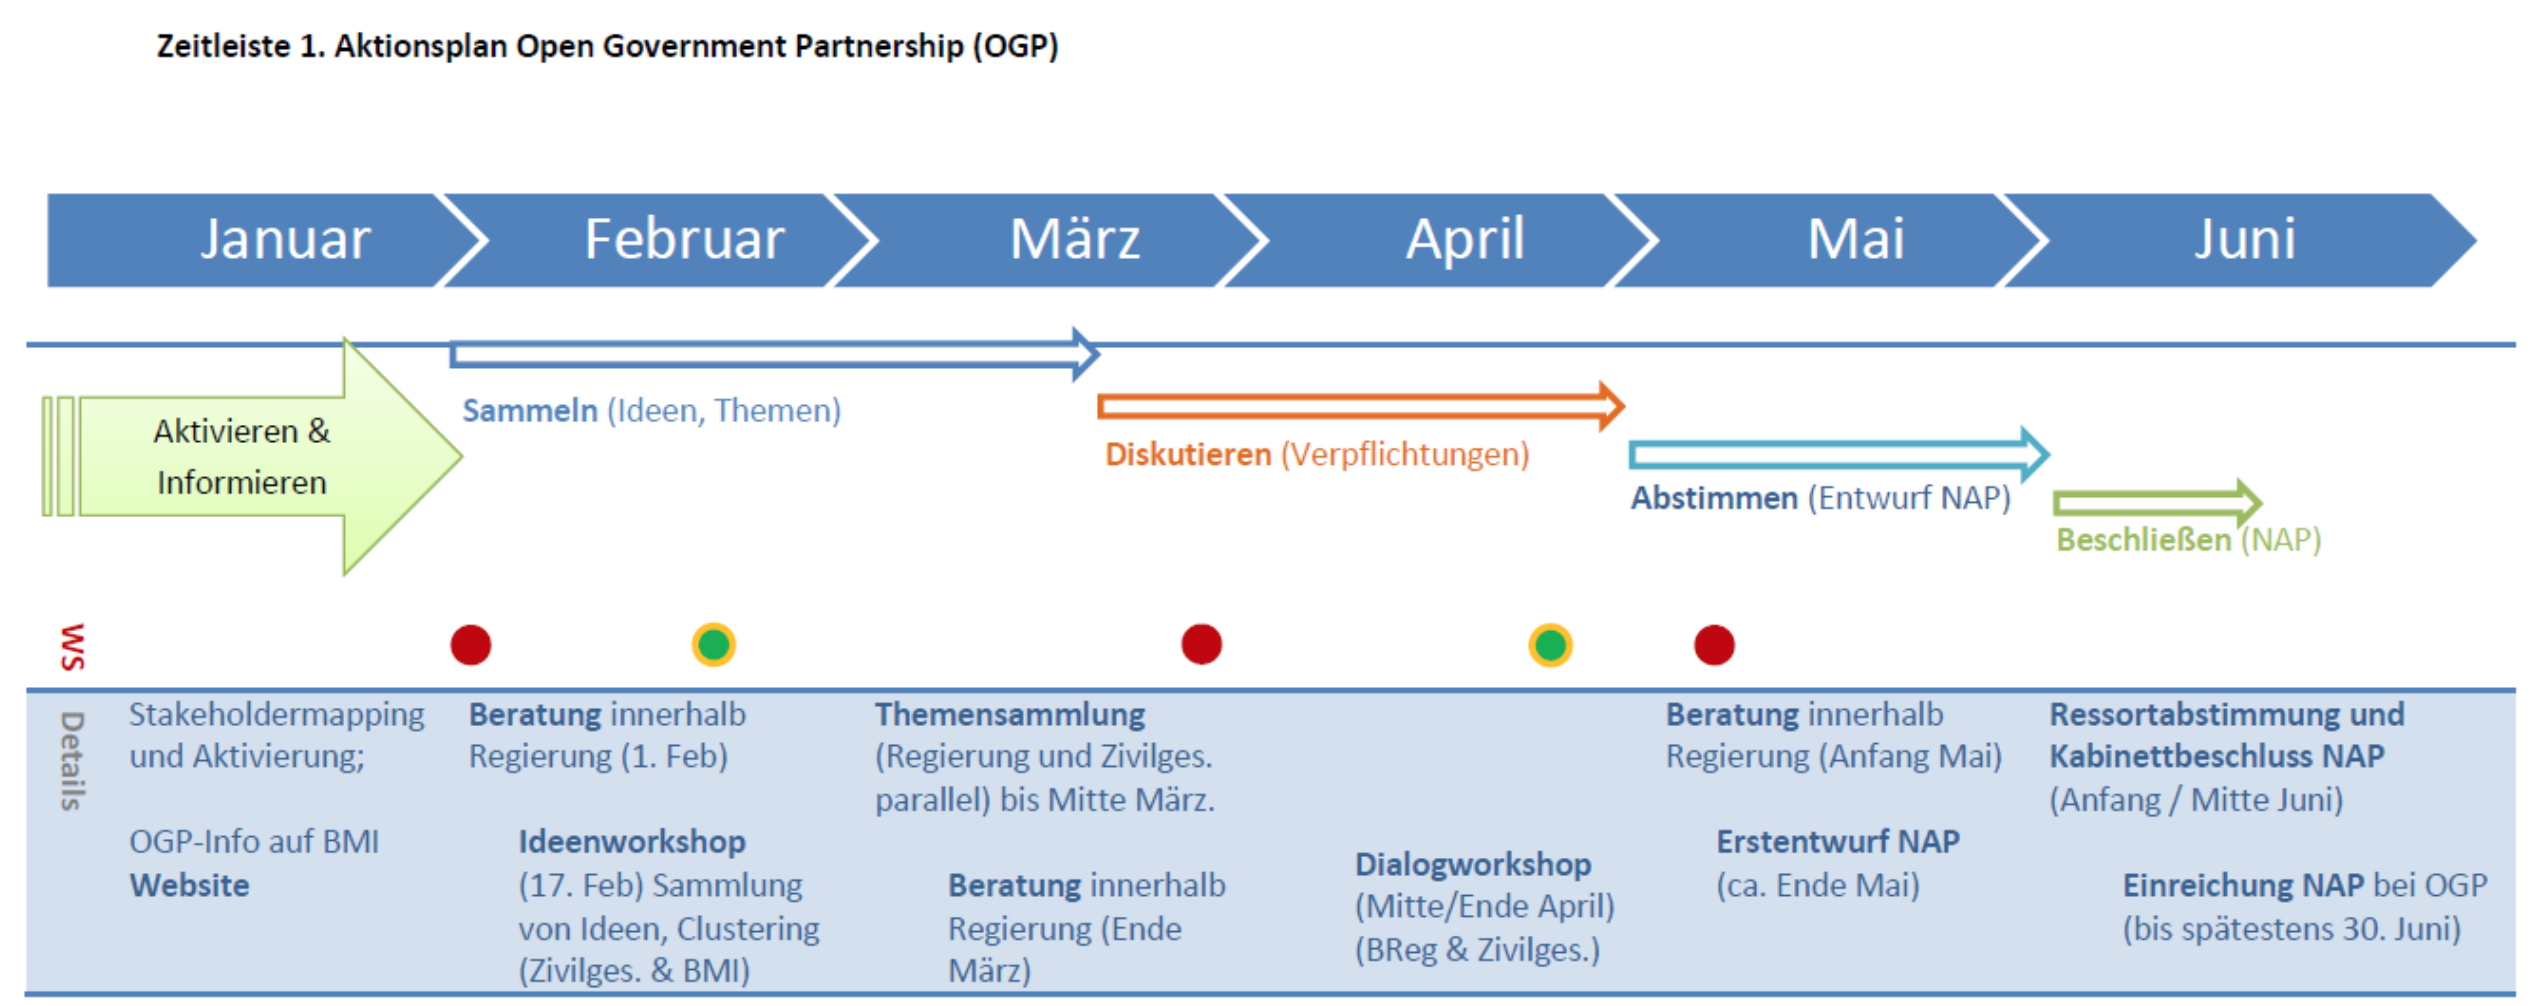 Zeitleiste 1. Aktionsplan Open Government Partnership (OGP)
Januar
Februar
März
April
Mai
Juni
Aktivieren &
Informieren
Sammeln (Ideen, Themen)
Diskutieren (Verpflichtungen)
Abstimmen (Entwurf NAP)
Beschließen (NAP)
WS
Details
Stakeholdermapping
und Aktivierung;
OGP-Info auf BMI
Website
Beratung innerhalb
Regierung (1. Feb)
Ideenworkshop
(17. Feb) Sammlung
von Ideen, Clustering
(Zivilges. & BMI)
Themensammlung
(Regierung und Zivilges.
parallel) bis Mitte März.
Beratung innerhalb
Regierung (Ende
März)
Dialogworkshop
(Mitte/Ende April)
(BReg & Zivilges.)
Beratung innerhalb
Regierung (Anfang Mai)
Erstentwurf NAP
(ca. Ende Mai)
Ressortabstimmung und
Kabinettbeschluss NAP
(Anfang / Mitte Juni)
Einreichung NAP bei OGP
(bis spätestens 30. Juni)